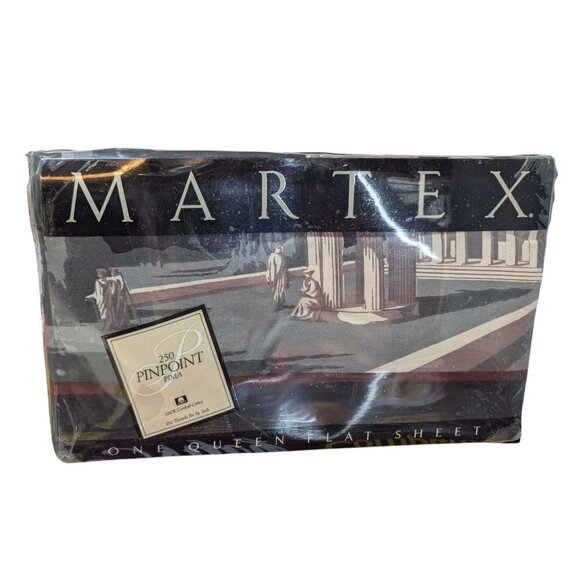 MARTEX.
P
250
PINPOINT
PIMA
100% Combed Cotton
250 Threads Per Sq. Inch
ONE QUEEN FLAT SHEET